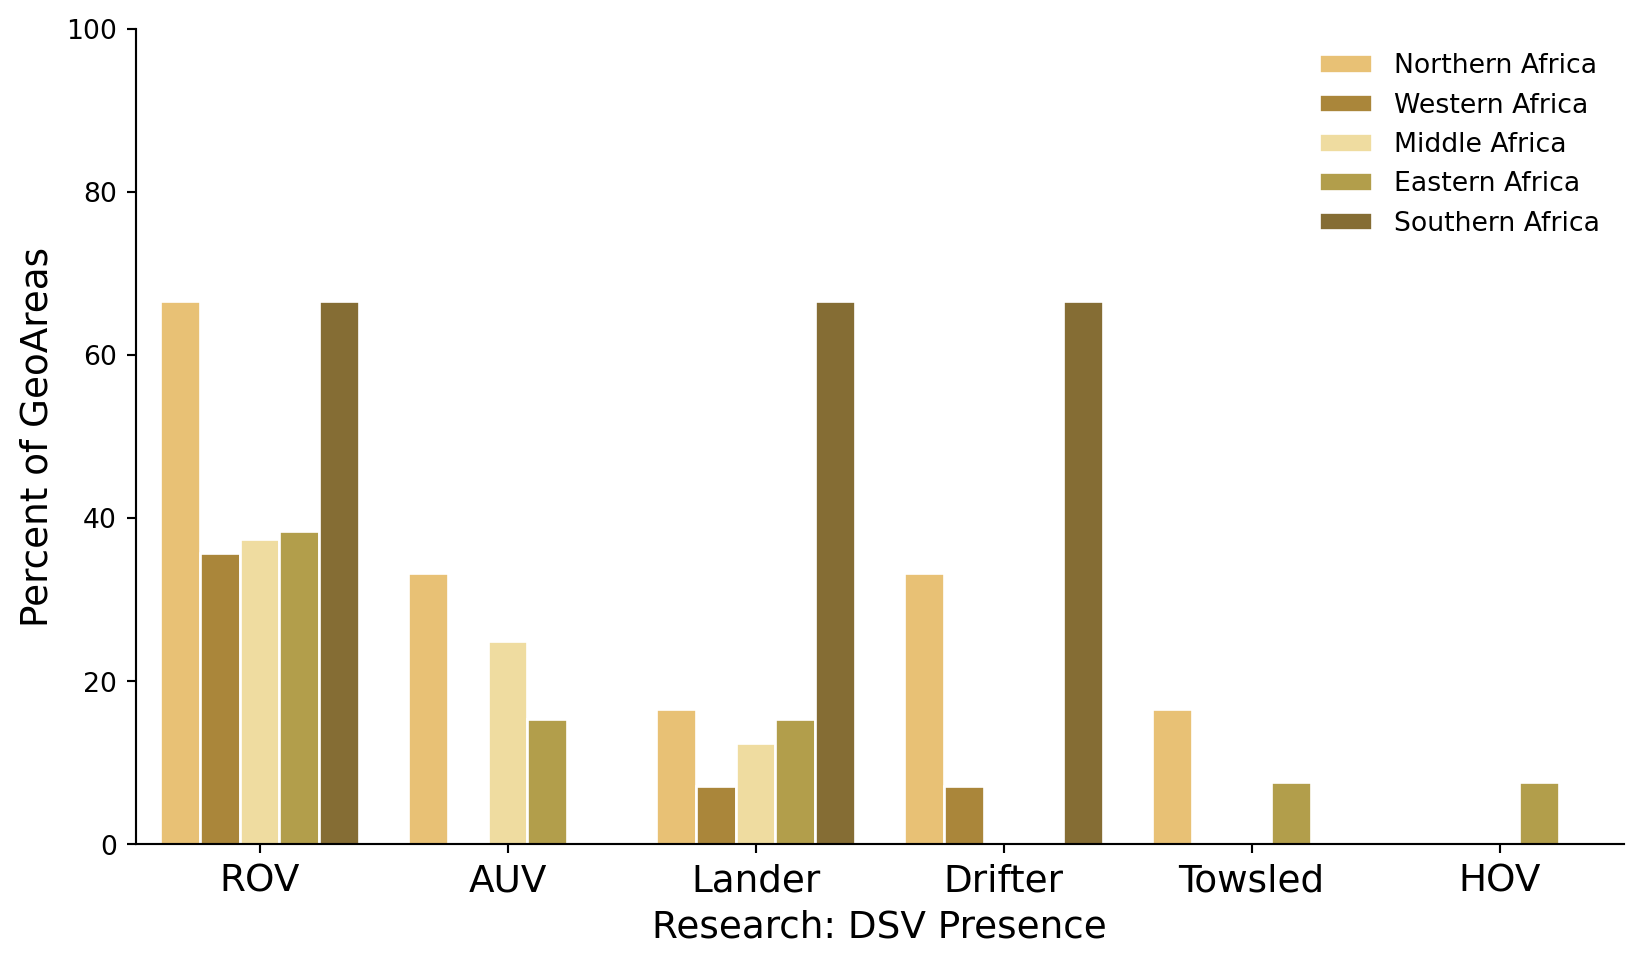 100
80
60
40
20
0
Percent of GeoAreas
Northern Africa
Western Africa
Middle Africa
Eastern Africa
Southern Africa
ROV AUV Lander Drifter Towsled HOV
Research: DSV Presence